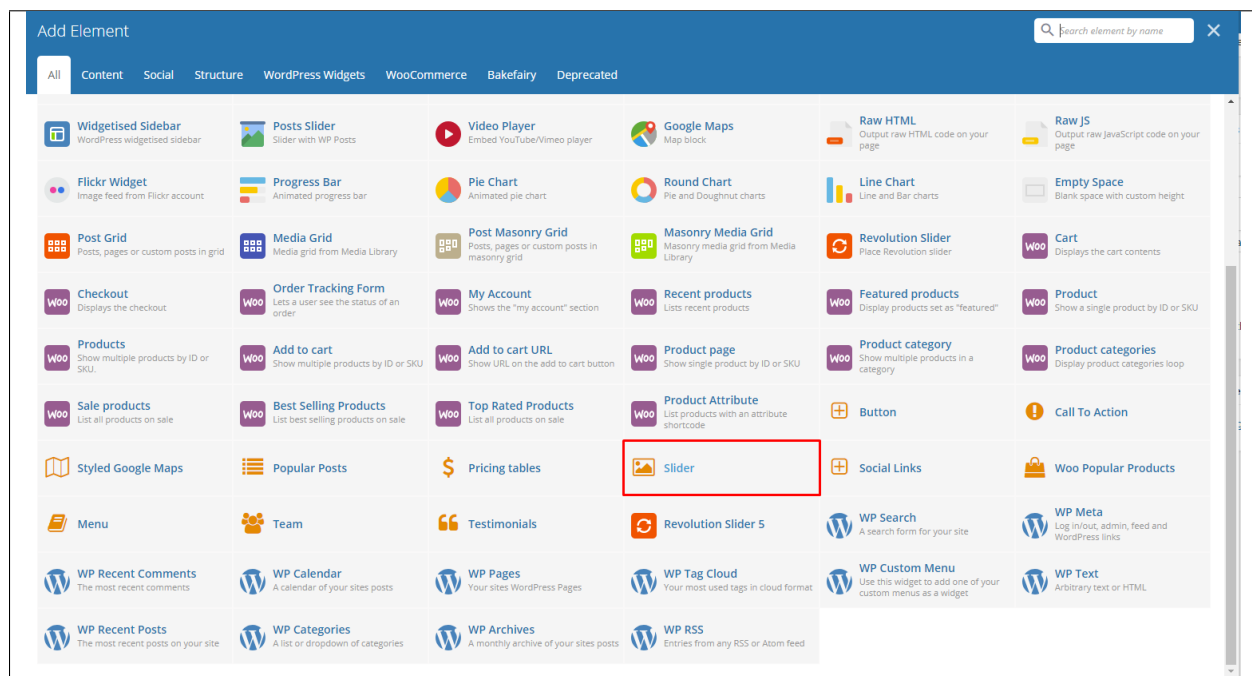 Add Element
Search element by name
All Content Social Structure WordPress Widgets WooCommerce Bakefairy Deprecated
Widgetised Sidebar
WordPress widgetised sidebar
Posts Slider
Slider with WP Posts
Video Player
Embed YouTube/Vimeo player
Google Maps
Map block
Raw HTML
Output raw HTML code on your
page
Raw JS
Output raw JavaScript code on your
page
Flickr Widget
Image feed from Flickr account
Progress Bar
Animated progress bar
Pie Chart
Animated pie chart
Round Chart
Pie and Doughnut charts
Line Chart
Line and Bar charts
Empty Space
Blank space with custom height
Post Grid
Posts, pages or custom posts in grid
Media Grid
Media grid from Media Library
Post Masonry Grid
Posts, pages or custom posts in
masonry grid
Masonry Media Grid
Masonry media grid from Media
Library
Revolution Slider
Place Revolution slider
Woo
Cart
Displays the cart contents
Woo
Checkout
Displays the checkout
Woo
Order Tracking Form
Lets a user see the status of an
order
Woo
My Account
Shows the "my account" section
Woo
Recent products
Lists recent products
Woo
Featured products
Display products set as "featured"
Woo
Product
Show a single product by ID or SKU
Woo
Products
Show multiple products by ID or
SKU.
Woo
Add to cart
Show multiple products by ID or SKU
Woo
Add to cart URL
Show URL on the add to cart button
Woo
Product page
Show single product by ID or SKU
Woo
Product category
Show multiple products in a
category
Woo
Product categories
Display product categories loop
Woo
Sale products
List all products on sale
Woo
Best Selling Products
List best selling products on sale
Woo
Top Rated Products
List all products on sale
Woo
Product Attribute
List products with an attribute
shortcode
Button
Call To Action
Styled Google Maps
Popular Posts
Pricing tables
Slider
Social Links
Woo Popular Products
Menu
Team
Testimonials
Revolution Slider 5
WP Search
A search form for your site
WP Meta
Log in/out, admin, feed and
WordPress links
WP Recent Comments
The most recent comments
WP Calendar
A calendar of your sites posts
WP Pages
Your sites WordPress Pages
WP Tag Cloud
Your most used tags in cloud format
WP Custom Menu
Use this widget to add one of your
custom menus as a widget
WP Text
Arbitrary text or HTML
WP Recent Posts
The most recent posts on your site
WP Categories
A list or dropdown of categories
WP Archives
A monthly archive of your sites posts
WP RSS
Entries from any RSS or Atom feed